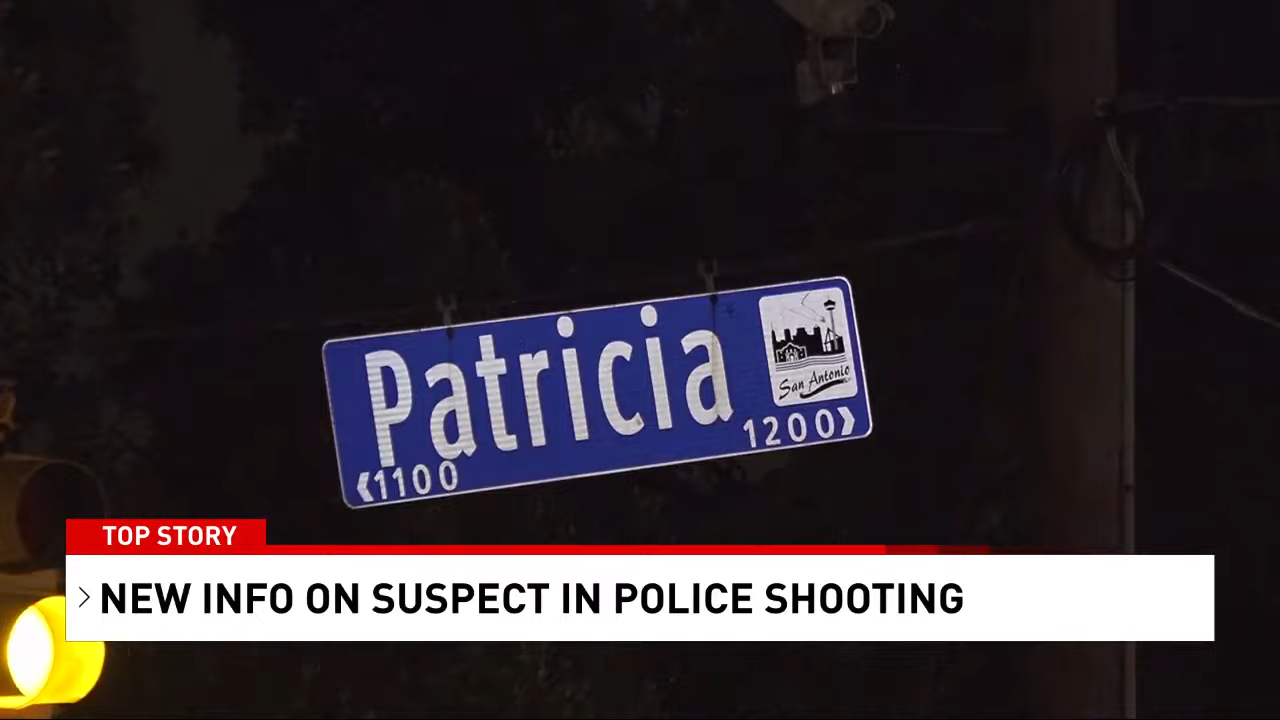 Patricia
San Antonio
<1100
1200>
TOP STORY
> NEW INFO ON SUSPECT IN POLICE SHOOTING